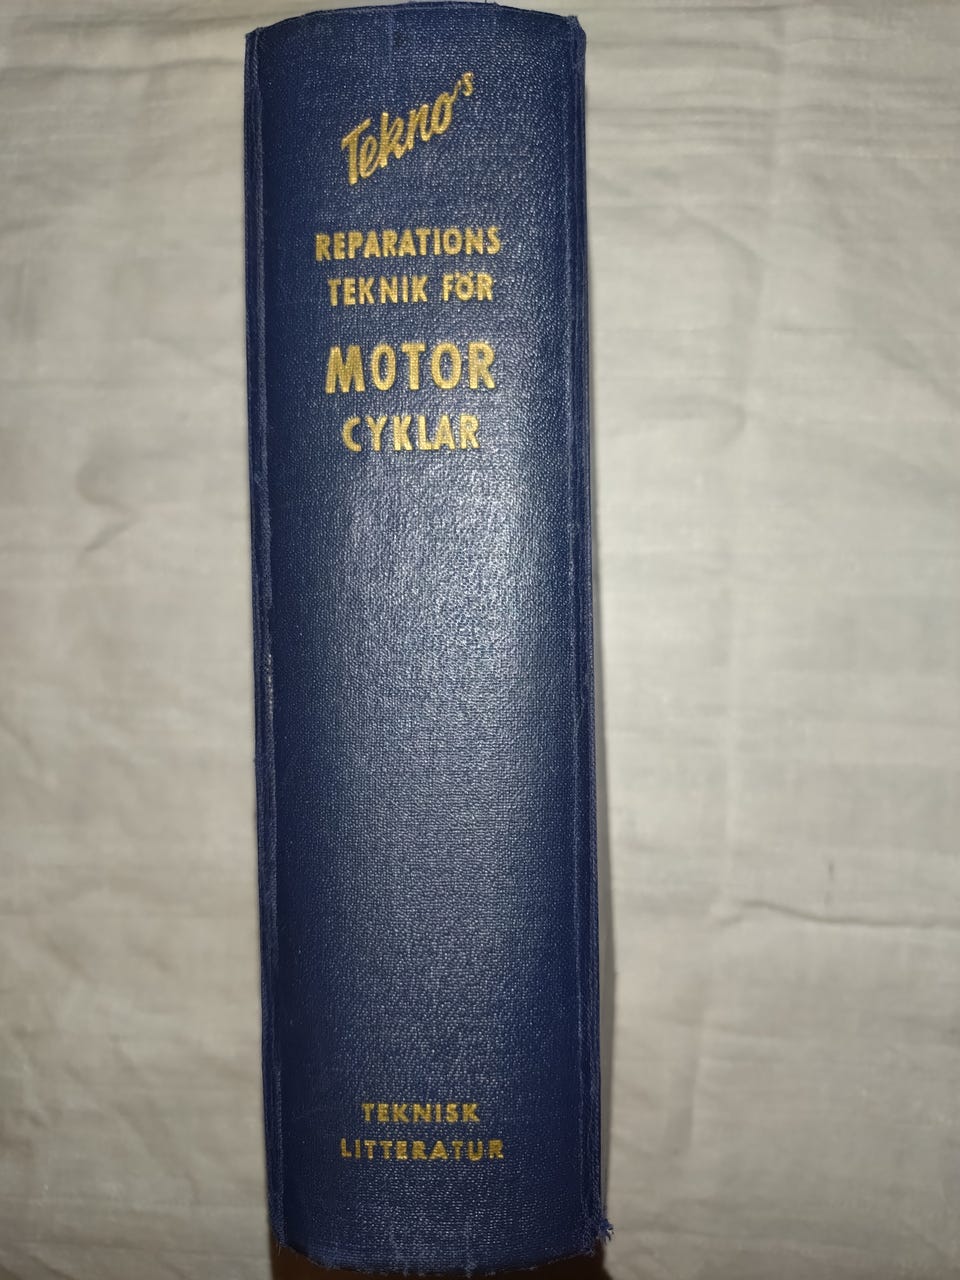 Tekno's
REPARATIONS
TEKNIK FÖR
MOTOR
CYKLAR
TEKNISK
LITTERATUR